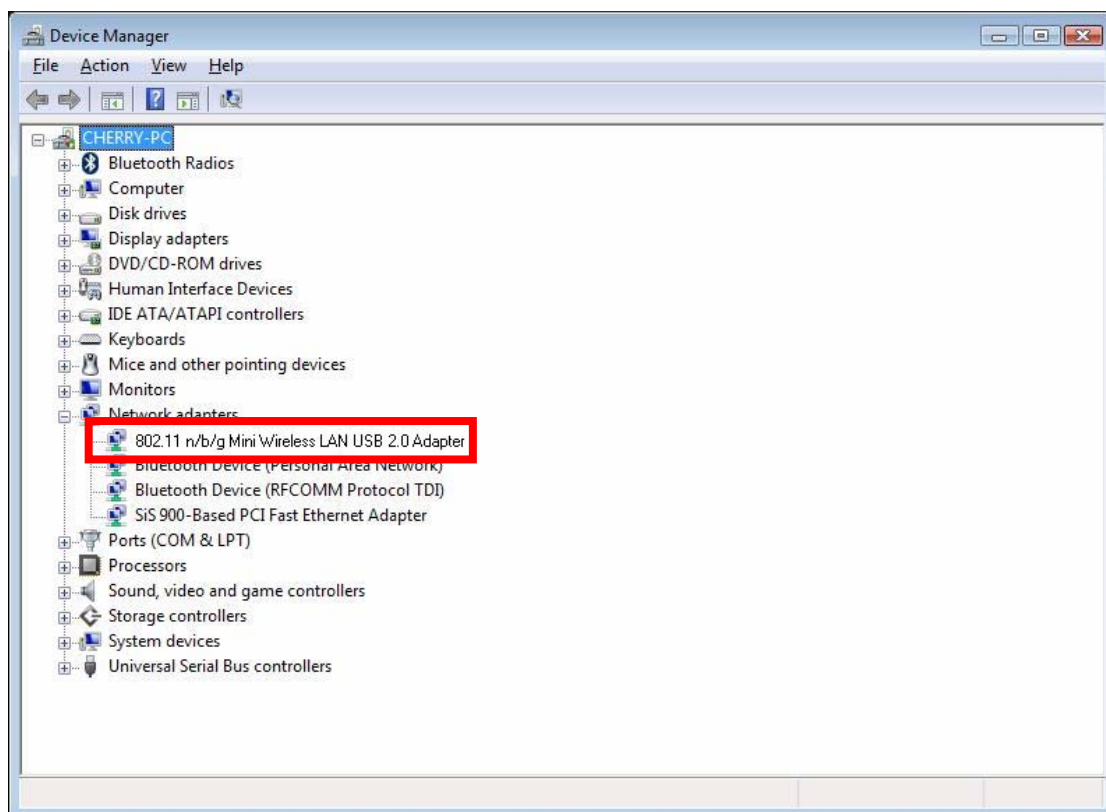 Device Manager
File Action View Help
CHERRY-PC
Bluetooth Radios
Computer
Disk drives
Display adapters
DVD/CD-ROM drives
Human Interface Devices
IDE ATA/ATAPI controllers
Keyboards
Mice and other pointing devices
Monitors
Network adapters
802.11 n/b/g Mini Wireless LAN USB 2.0 Adapter
Bluetooth Device (Personal Area Network)
Bluetooth Device (RFCOMM Protocol TDI)
SiS 900-Based PCI Fast Ethernet Adapter
Ports (COM & LPT)
Processors
Sound, video and game controllers
Storage controllers
System devices
Universal Serial Bus controllers